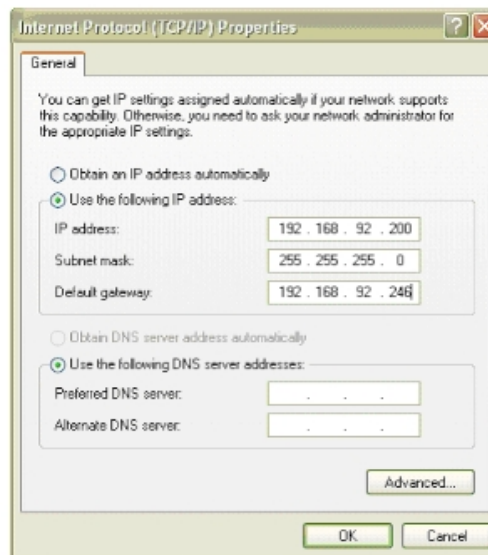 Internet Protocol (TCP/IP) Properties
General
You can get IP settings assigned automatically if your network supports
this capability. Otherwise, you need to ask your network administrator for
the appropriate IP settings.
Obtain an IP address automatically
Use the following IP address:
IP address: 192 . 168 . 92 . 200
Subnet mask: 255 . 255 . 255 . 0
Default gateway: 192 . 168 . 92 . 246
Obtain DNS server address automatically
Use the following DNS server addresses:
Preferred DNS server: . . .
Alternate DNS server: . . .
Advanced...
OK Cancel